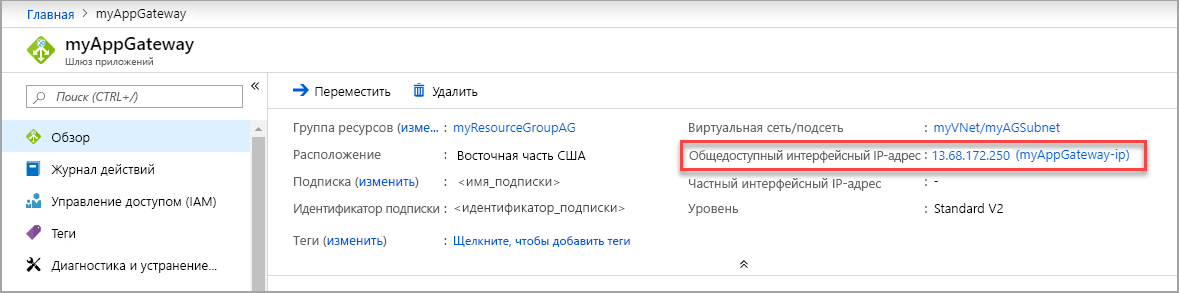 Главная > myAppGateway
myAppGateway
Шлюз приложений
Поиск (CTRL+/)
«
Обзор
Журнал действий
Управление доступом (IAM)
Теги
Диагностика и устранение...
Переместить Удалить
Группа ресурсов (изме... : myResourceGroupAG
Расположение Восточная часть США
Подписка (изменить) : <имя_подписки>
Идентификатор подписки : <идентификатор_подписки>
Теги (изменить) : Щелкните, чтобы добавить теги
Виртуальная сеть/подсеть : myVNet/myAGSubnet
Общедоступный интерфейсный IP-адрес : 13.68.172.250 (myAppGateway-ip)
Частный интерфейсный IP-адрес : -
Уровень : Standard V2